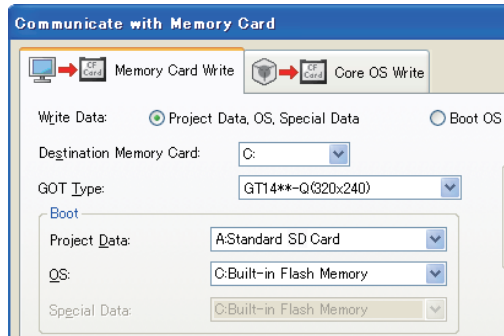 Communicate with Memory Card
CF Card Memory Card Write CF Card Core OS Write
Write Data: Project Data, OS, Special Data Boot OS
Destination Memory Card: C:
GOT Type: GT14**-Q(320x240)
Boot
Project Data: A:Standard SD Card
OS: C:Built-in Flash Memory
Special Data: C:Built-in Flash Memory